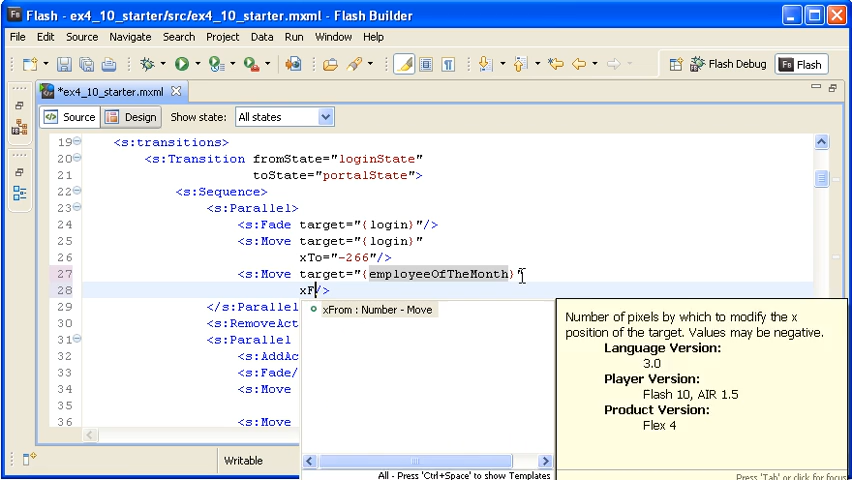 Flash - ex4_10_starter/src/ex4_10_starter.mxml - Flash Builder
File Edit Source Navigate Search Project Data Run Window Help
Flash Debug Flash
*ex4_10_starter.mxml
Source Design Show state: All states
19 <s:transitions>
20 <s:Transition fromState="loginState"
21 toState="portalState">
22 <s:Sequence>
23 <s:Parallel>
24 <s:Fade target="{login}"/>
25 <s:Move target="{login}"
26 xTo="-266"/>
27 <s:Move target="{employeeOfTheMonth}"
28 xF/>
29 </s:Parallel
30 <s:RemoveAct
31 <s:Parallel
32 <s:AddAc
33 <s:Fade/
34 <s:Move
35
36 <s:Move
xFrom : Number - Move
All - Press 'Ctrl+Space' to show Templates
Number of pixels by which to modify the x
position of the target. Values may be negative.
Language Version:
3.0
Player Version:
Flash 10, AIR 1.5
Product Version:
Flex 4
Press 'Tab' or click for focus
Writable